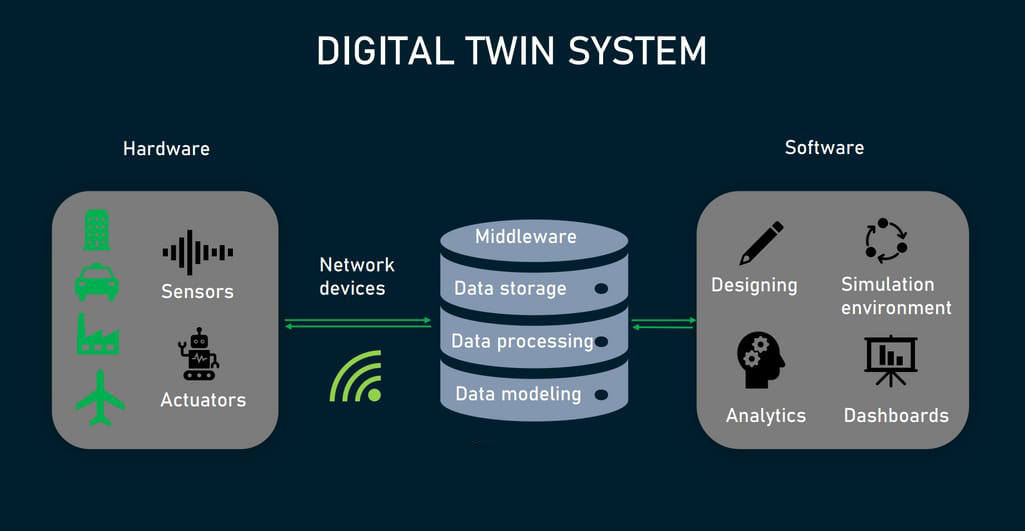 DIGITAL TWIN SYSTEM
Hardware
Sensors
Actuators
Network
devices
Middleware
Data storage
Data processing
Data modeling
Software
Designing
Simulation
environment
Analytics
Dashboards